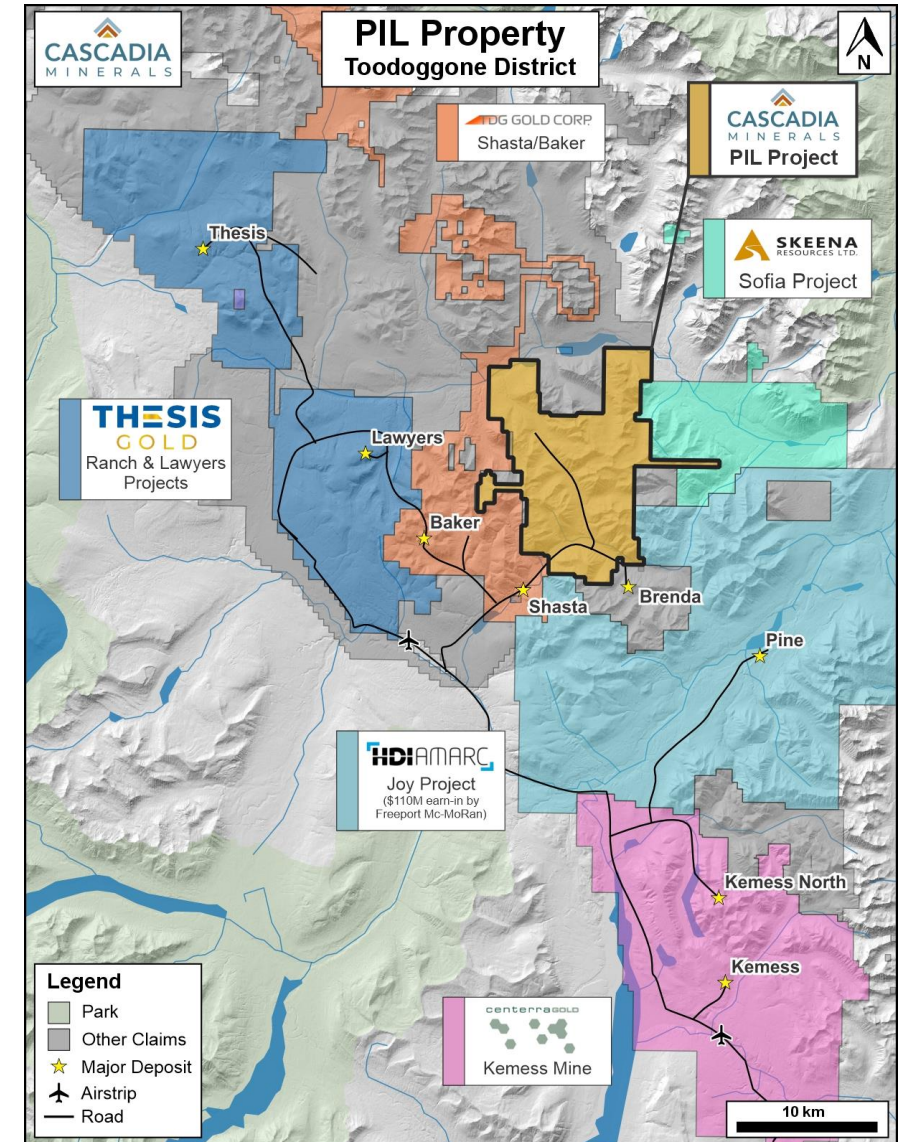 CASCADIA
MINERALS
PIL Property
Toodoggone District
N
TDG GOLD CORP.
Shasta/Baker
CASCADIA
MINERALS
PIL Project
SKEENA
RESOURCES LTD.
Sofia Project
Thesis
THESIS
GOLD
Ranch & Lawyers
Projects
Lawyers
Baker
Shasta
Brenda
Pine
HDI AMARC
Joy Project
($110M earn-in by
Freeport Mc-MoRan)
Kemess North
Kemess
centerraGOLD
Kemess Mine
Legend
Park
Other Claims
Major Deposit
Airstrip
Road
10 km